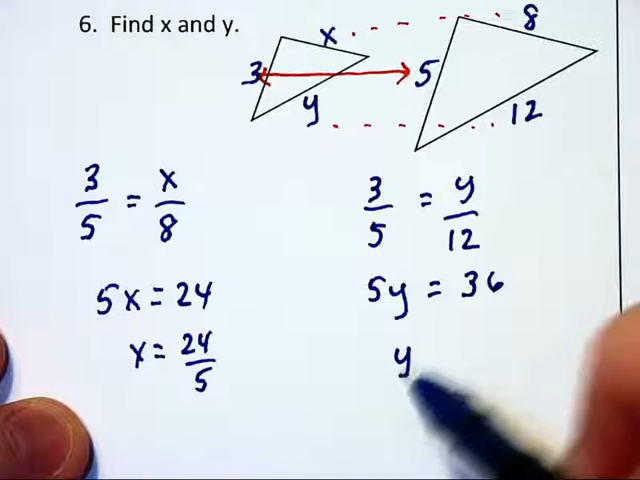 6. Find x and y.
x 8
3 5
y 12
3/5 = x/8
3/5 = y/12
5x = 24
5y = 36
x = 24/5
y